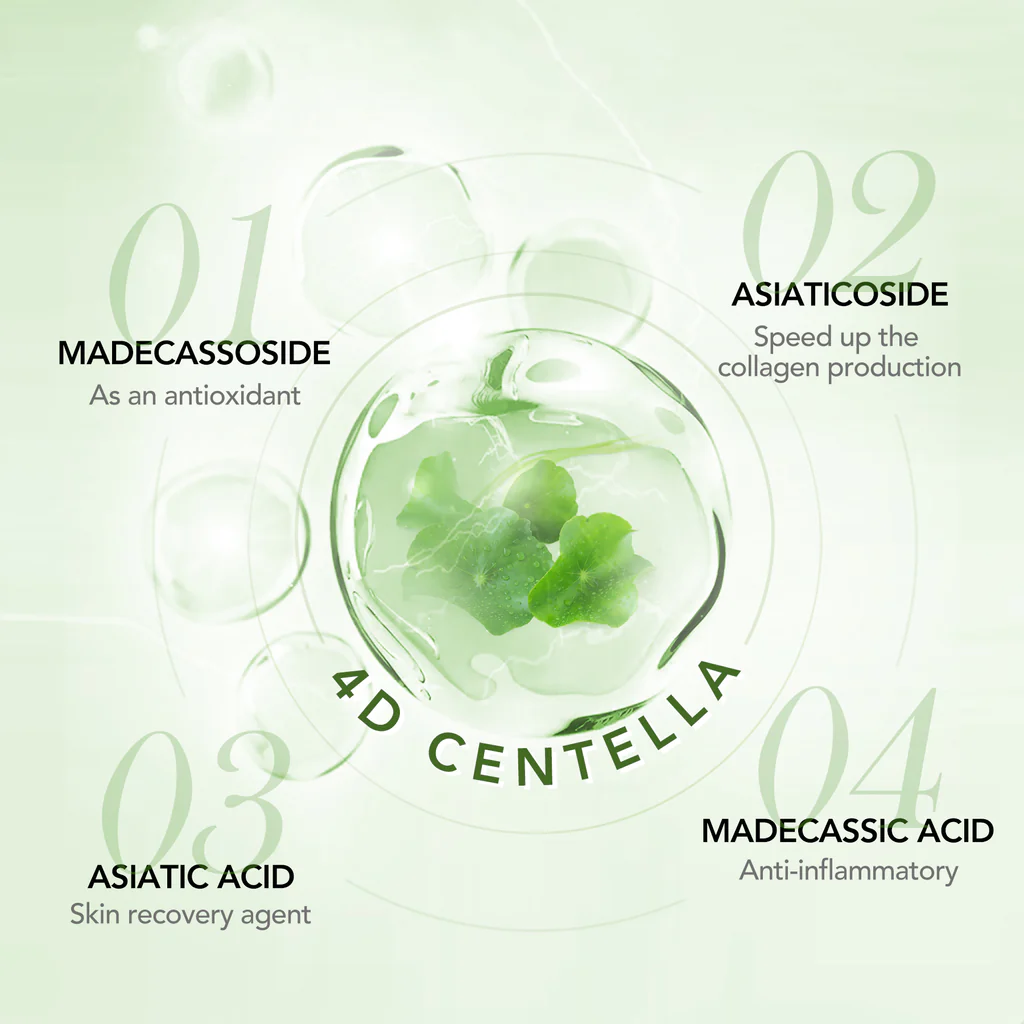 01
MADECASSOSIDE
As an antioxidant
02
ASIATICOSIDE
Speed up the
collagen production
4D CENTELLA
03
ASIATIC ACID
Skin recovery agent
04
MADECASSIC ACID
Anti-inflammatory